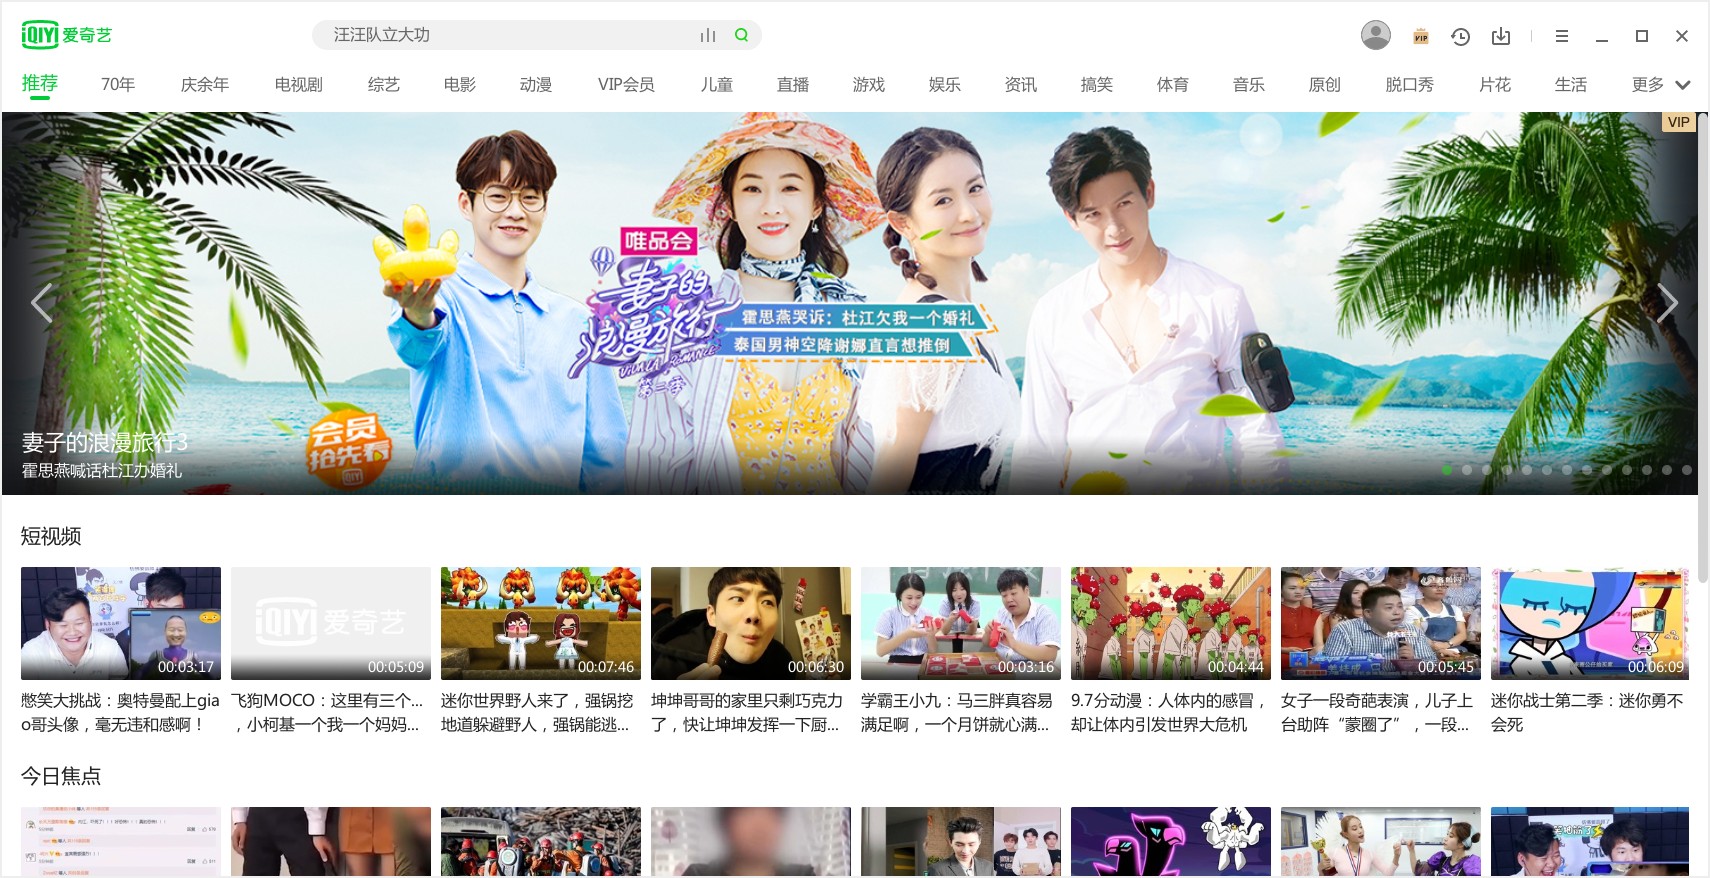 iQIYI 爱奇艺
汪汪队立大功
VIP
推荐 70年 庆余年 电视剧 综艺 电影 动漫 VIP会员 儿童 直播 游戏 娱乐 资讯 搞笑 体育 音乐 原创 脱口秀 片花 生活 更多
VIP
唯品会
妻子的
浪漫旅行
VIVA LA ROMANCE
第三季
霍思燕哭诉：杜江欠我一个婚礼
泰国男神空降谢娜直言想推倒
会员
抢先看
iQIYI
妻子的浪漫旅行3
霍思燕喊话杜江办婚礼
短视频
00:03:17
iQIYI 爱奇艺
00:05:09
00:07:46
00:06:30
00:03:16
00:04:44
00:05:45
00:06:09
憋笑大挑战：奥特曼配上gia
o哥头像，毫无违和感啊！
飞狗MOCO：这里有三个...
，小柯基一个我一个妈妈...
迷你世界野人来了，强锅挖
地道躲避野人，强锅能逃...
坤坤哥哥的家里只剩巧克力
了，快让坤坤发挥一下厨...
学霸王小九：马三胖真容易
满足啊，一个月饼就心满...
9.7分动漫：人体内的感冒，
却让体内引发世界大危机
女子一段奇葩表演，儿子上
台助阵“蒙圈了”，一段...
迷你战士第二季：迷你勇不
会死
今日焦点